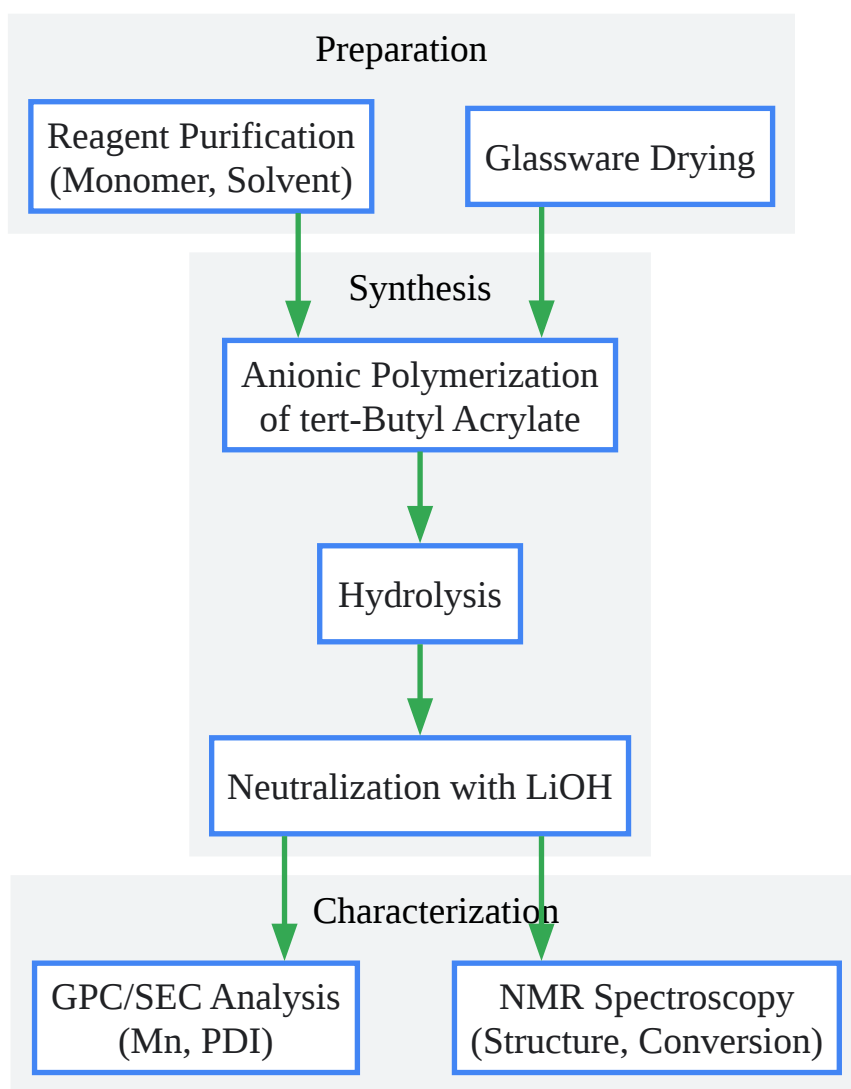 Preparation
Reagent Purification
(Monomer, Solvent)
Glassware Drying
Synthesis
Anionic Polymerization
of tert-Butyl Acrylate
Hydrolysis
Neutralization with LiOH
Characterization
GPC/SEC Analysis
(Mn, PDI)
NMR Spectroscopy
(Structure, Conversion)